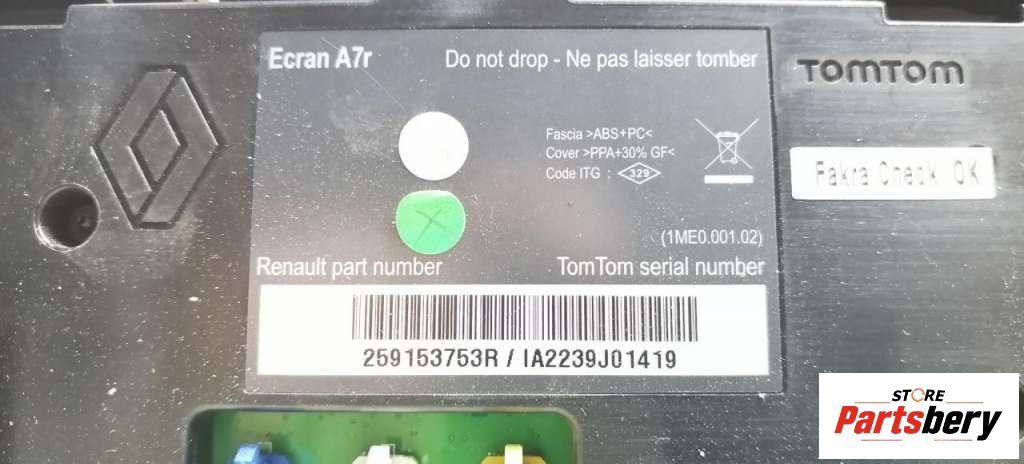 Ecran A7r
Do not drop - Ne pas laisser tomber
TOMTOM
Fascia >ABS+PC<
Cover >PPA+30% GF<
Code ITG : 329
Fakra Check OK
(1ME0.001.02)
Renault part number
TomTom serial number
259153753R / IA2239J01419
STORE
Partsbery